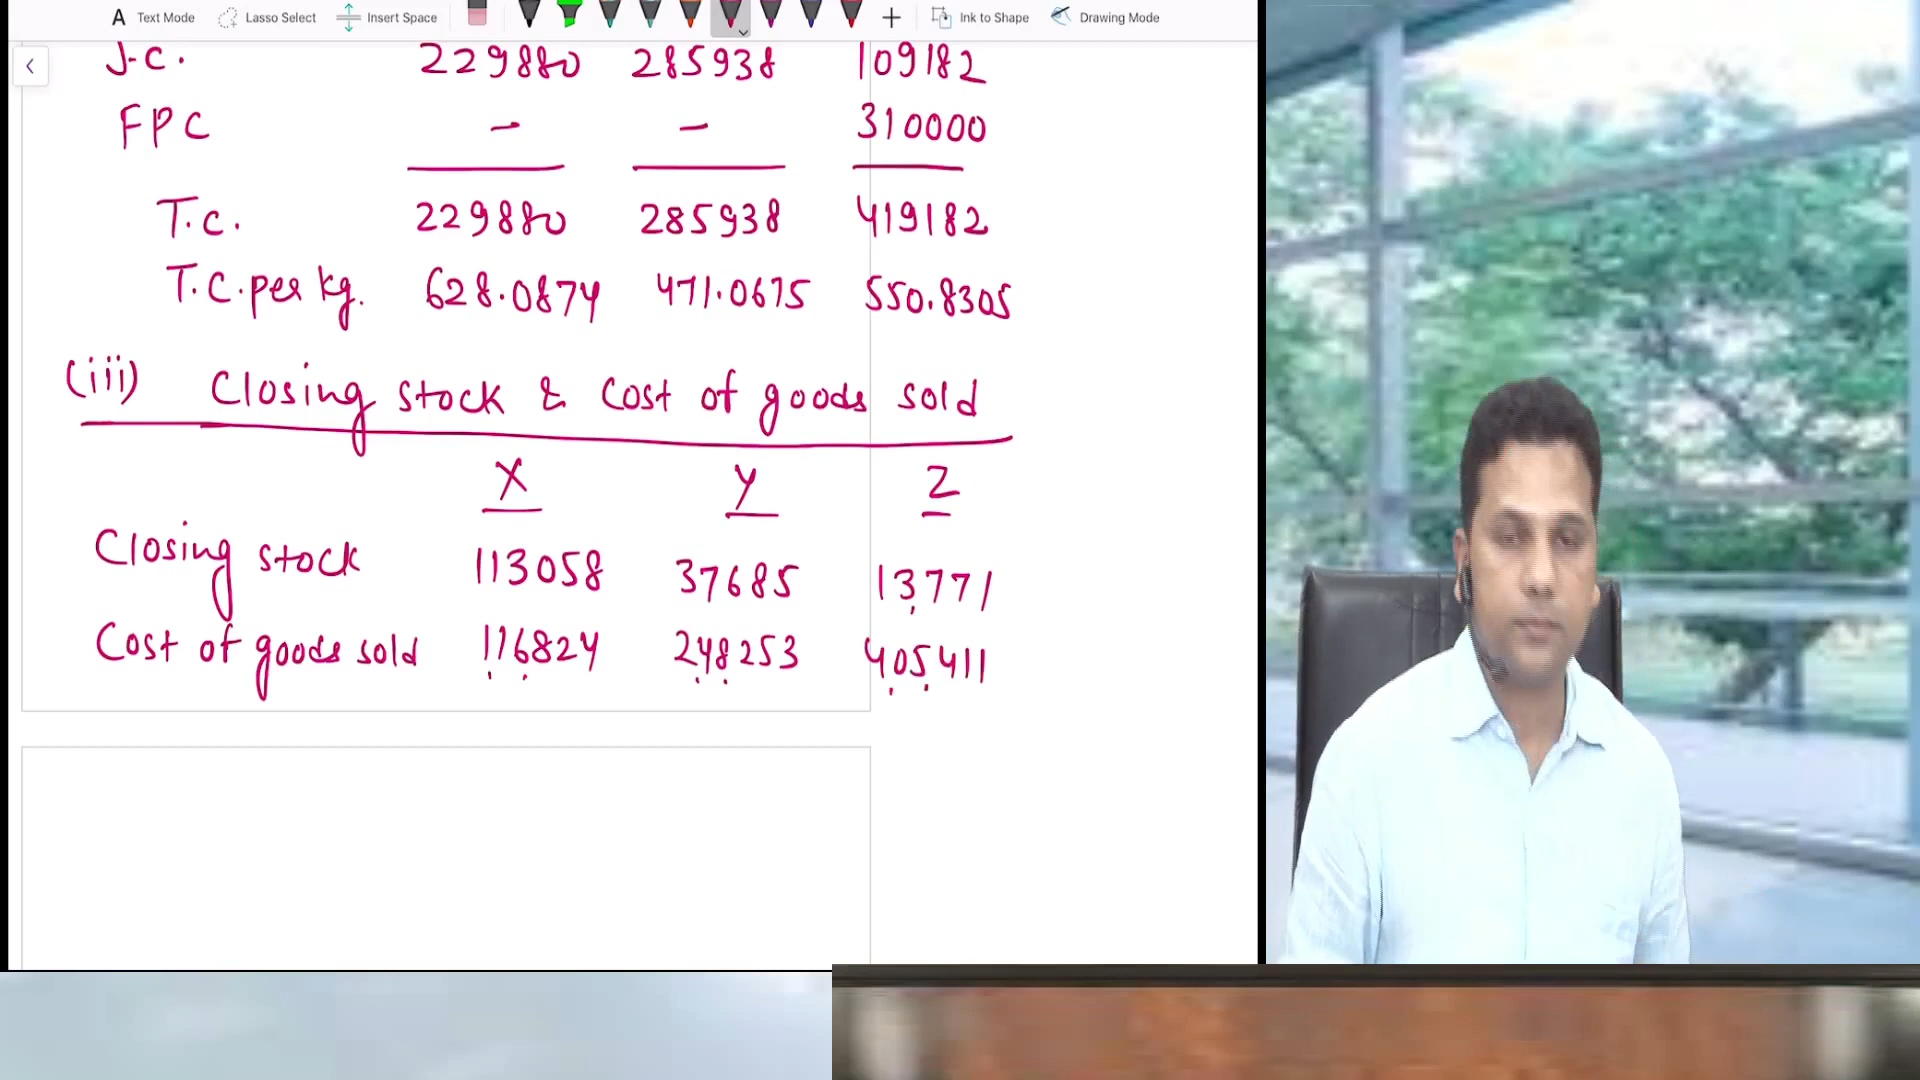 A Text Mode Lasso Select Insert Space + Ink to Shape Drawing Mode
J.C. 229880 285938 109182
FPC - - 310000
T.C. 229880 285938 419182
T.C. per kg. 628.0874 471.0675 550.8305
(iii) Closing stock & Cost of goods sold
X Y Z
Closing stock 113058 37685 13,771
Cost of goods sold 116824 248253 405411